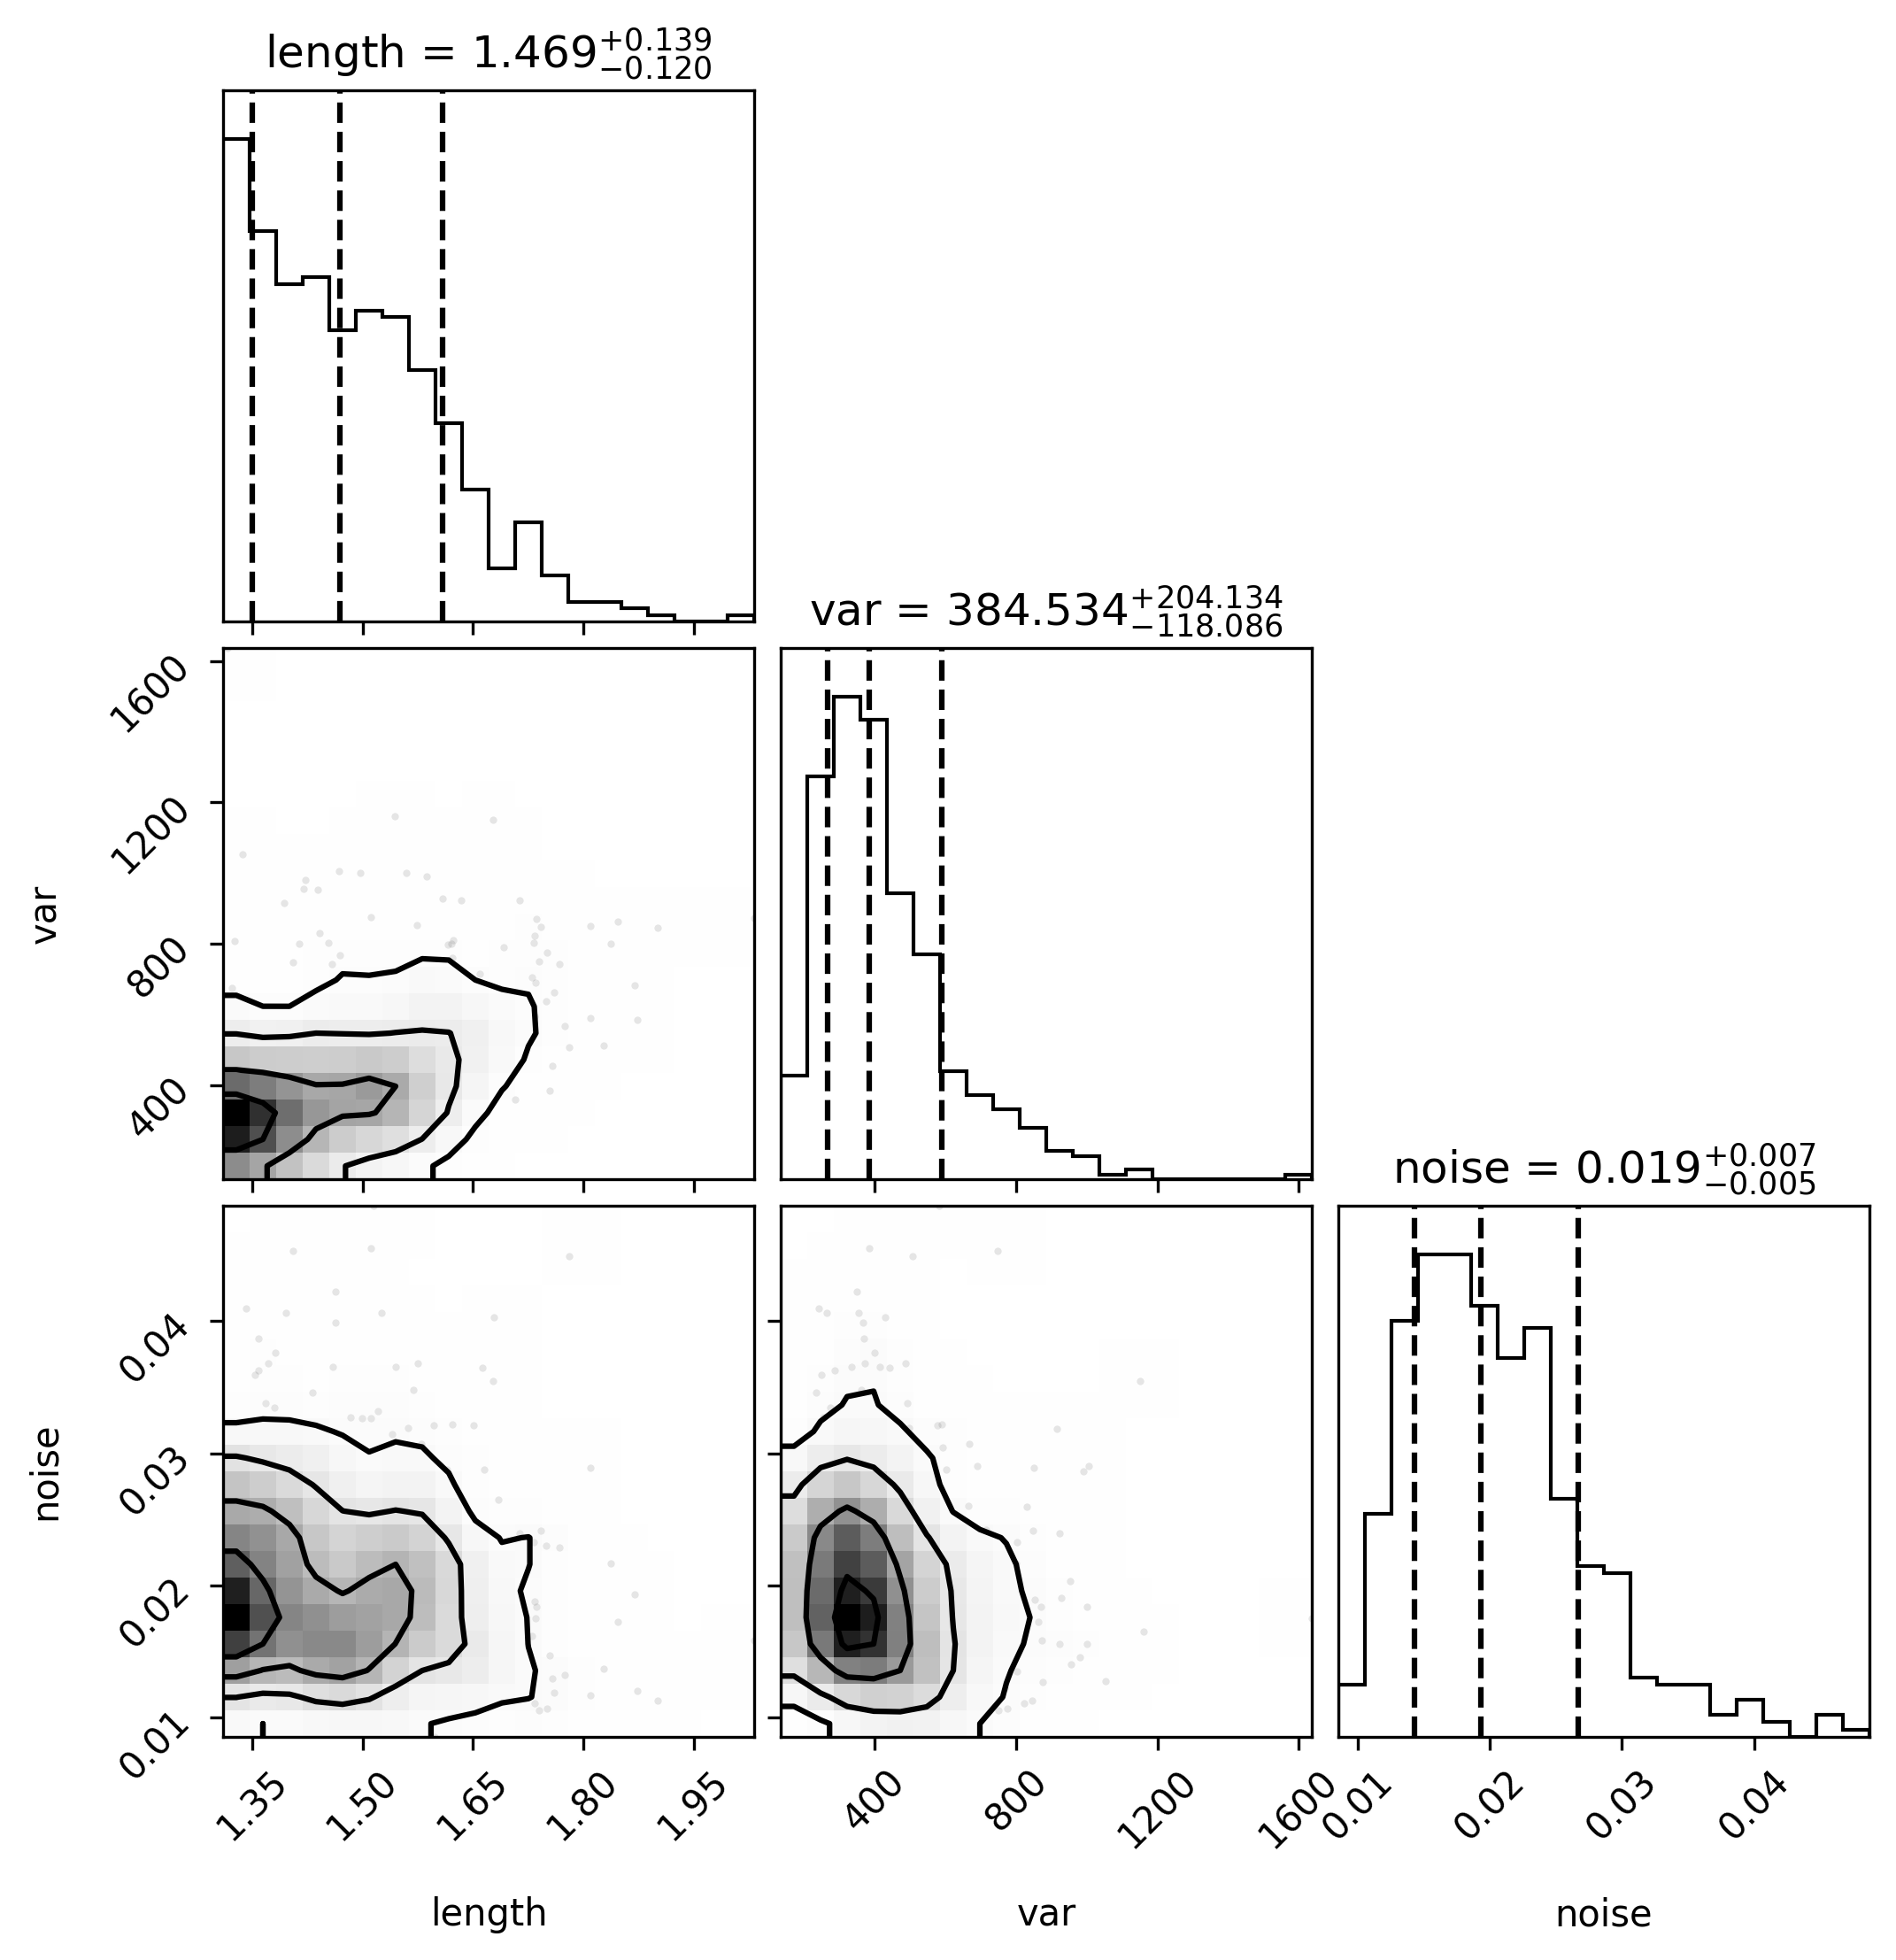 length = 1.469 +0.139 −0.120
var = 384.534 +204.134 −118.086
noise = 0.019 +0.007 −0.005
var
1600
1200
800
400
noise
0.04
0.03
0.02
0.01
1.35 1.50 1.65 1.80 1.95
400 800 1200 1600
0.01 0.02 0.03 0.04
length
var
noise